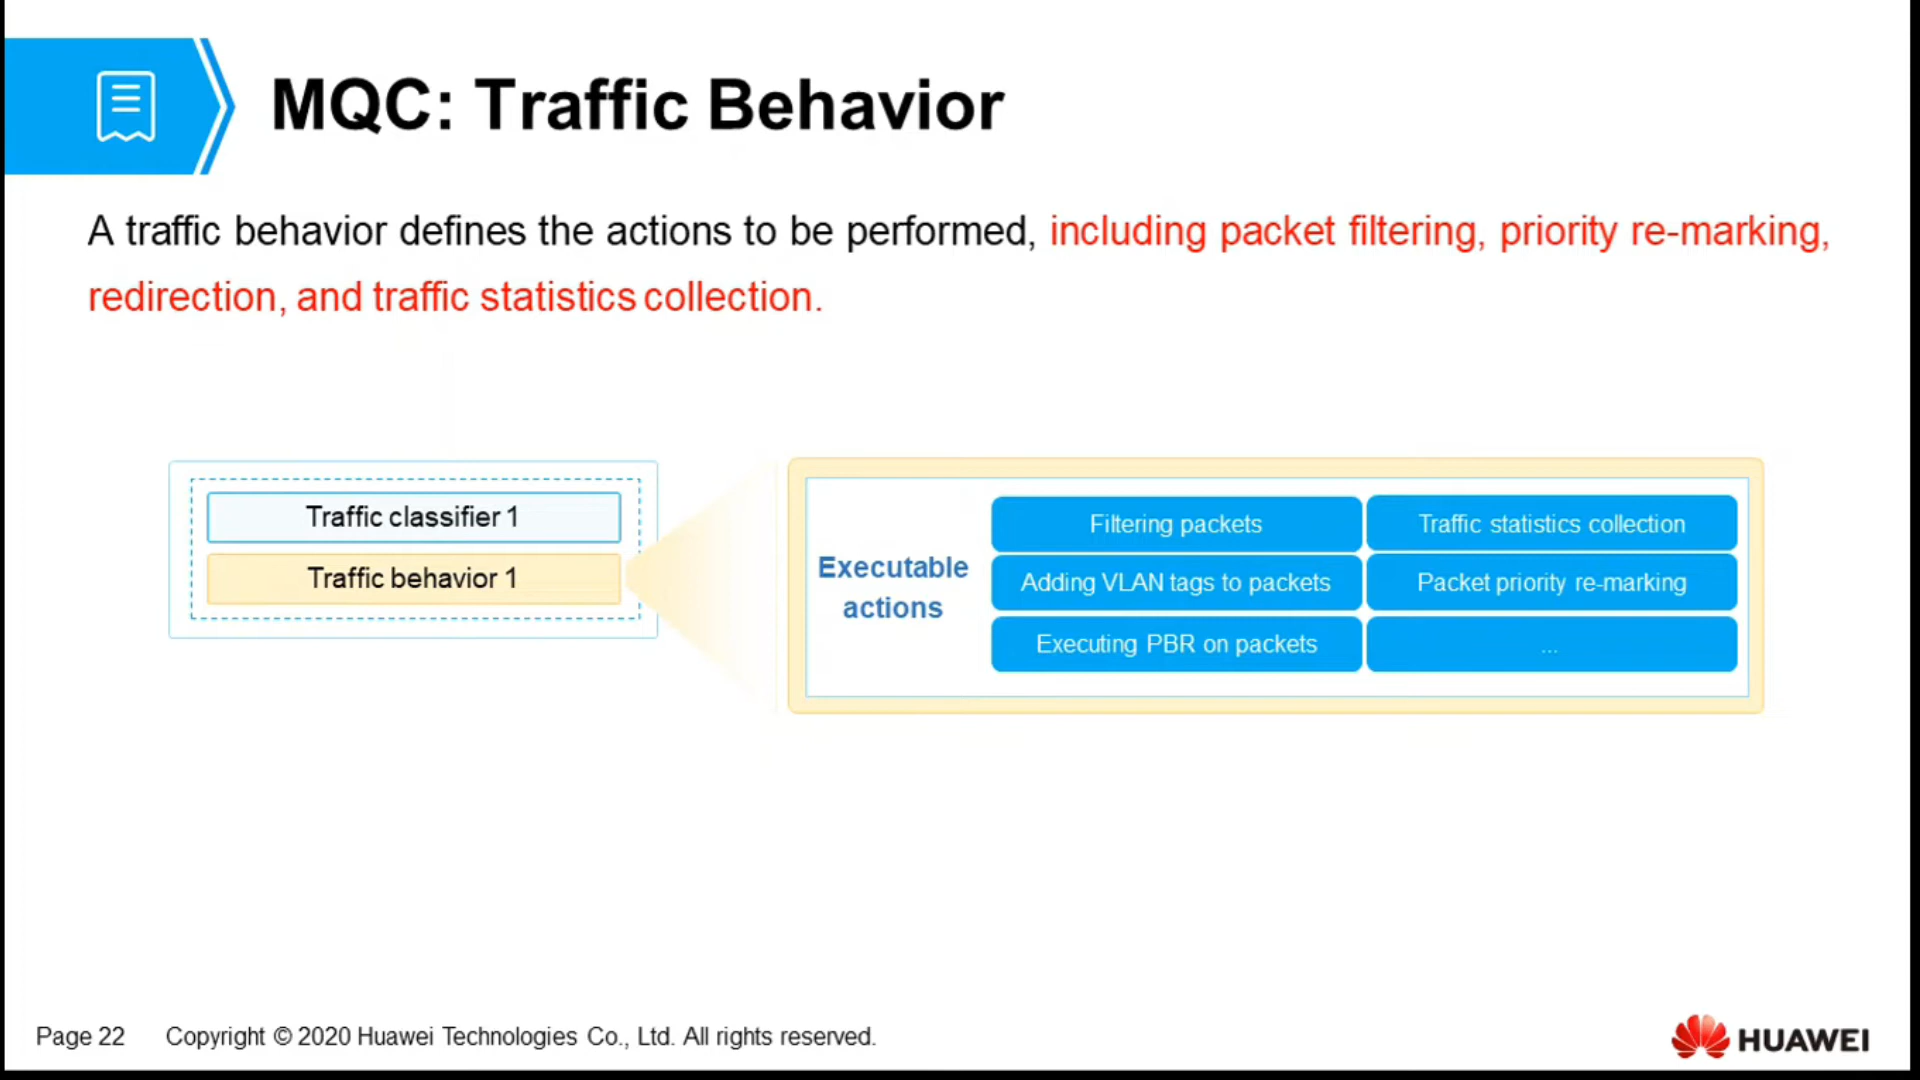 MQC: Traffic Behavior
A traffic behavior defines the actions to be performed, including packet filtering, priority re-marking,
redirection, and traffic statistics collection.
Traffic classifier 1
Traffic behavior 1
Executable
actions
Filtering packets
Traffic statistics collection
Adding VLAN tags to packets
Packet priority re-marking
Executing PBR on packets
...
Page 22
Copyright © 2020 Huawei Technologies Co., Ltd. All rights reserved.
HUAWEI